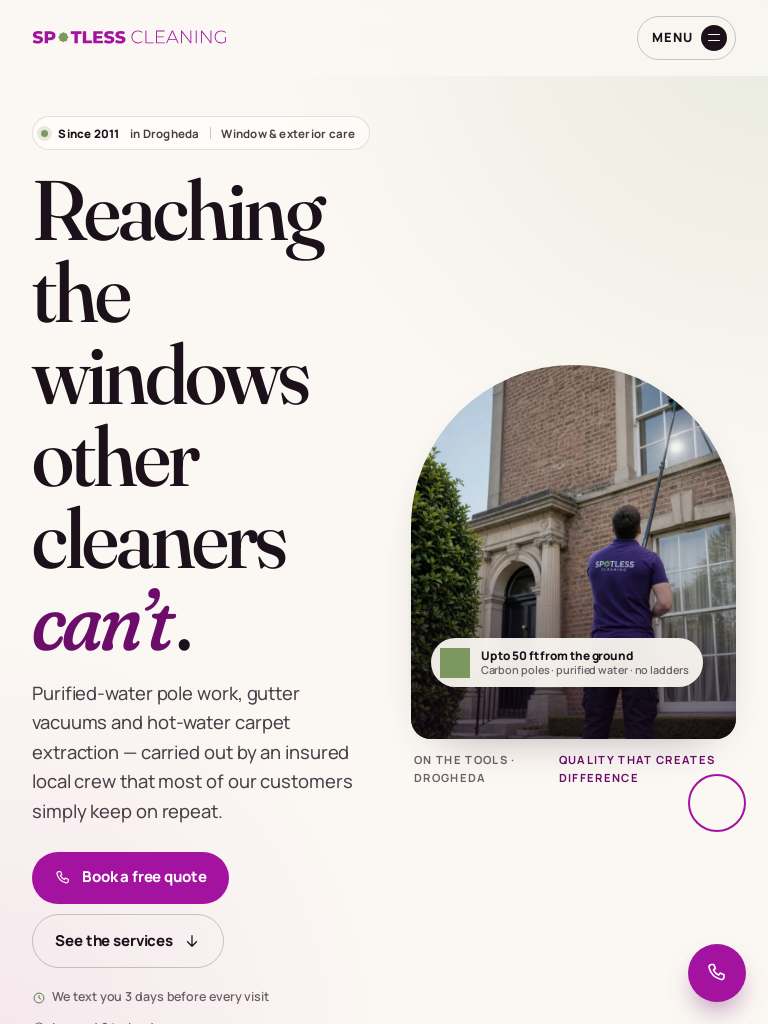 SPOTLESS CLEANING
MENU
Since 2011 in Drogheda Window & exterior care
Reaching
the
windows
other
cleaners
can't.
SPOTLESS
CLEANING
Up to 50 ft from the ground
Carbon poles · purified water · no ladders
Purified-water pole work, gutter
vacuums and hot-water carpet
extraction — carried out by an insured
local crew that most of our customers
simply keep on repeat.
ON THE TOOLS ·
DROGHEDA
QUALITY THAT CREATES
DIFFERENCE
Book a free quote
See the services
We text you 3 days before every visit